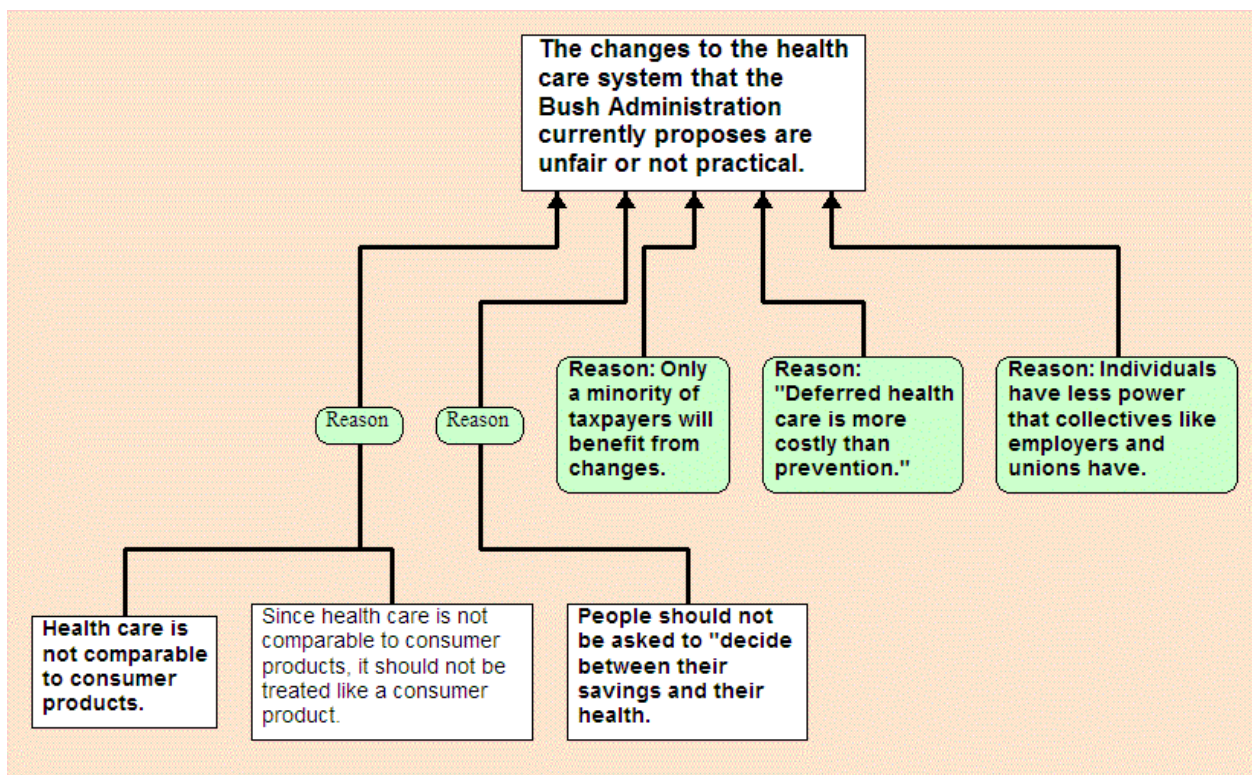 The changes to the health
care system that the
Bush Administration
currently proposes are
unfair or not practical.
Reason
Reason
Reason: Only
a minority of
taxpayers will
benefit from
changes.
Reason:
"Deferred health
care is more
costly than
prevention."
Reason: Individuals
have less power
that collectives like
employers and
unions have.
Health care is
not comparable
to consumer
products.
Since health care is not
comparable to consumer
products, it should not be
treated like a consumer
product.
People should not
be asked to "decide
between their
savings and their
health.